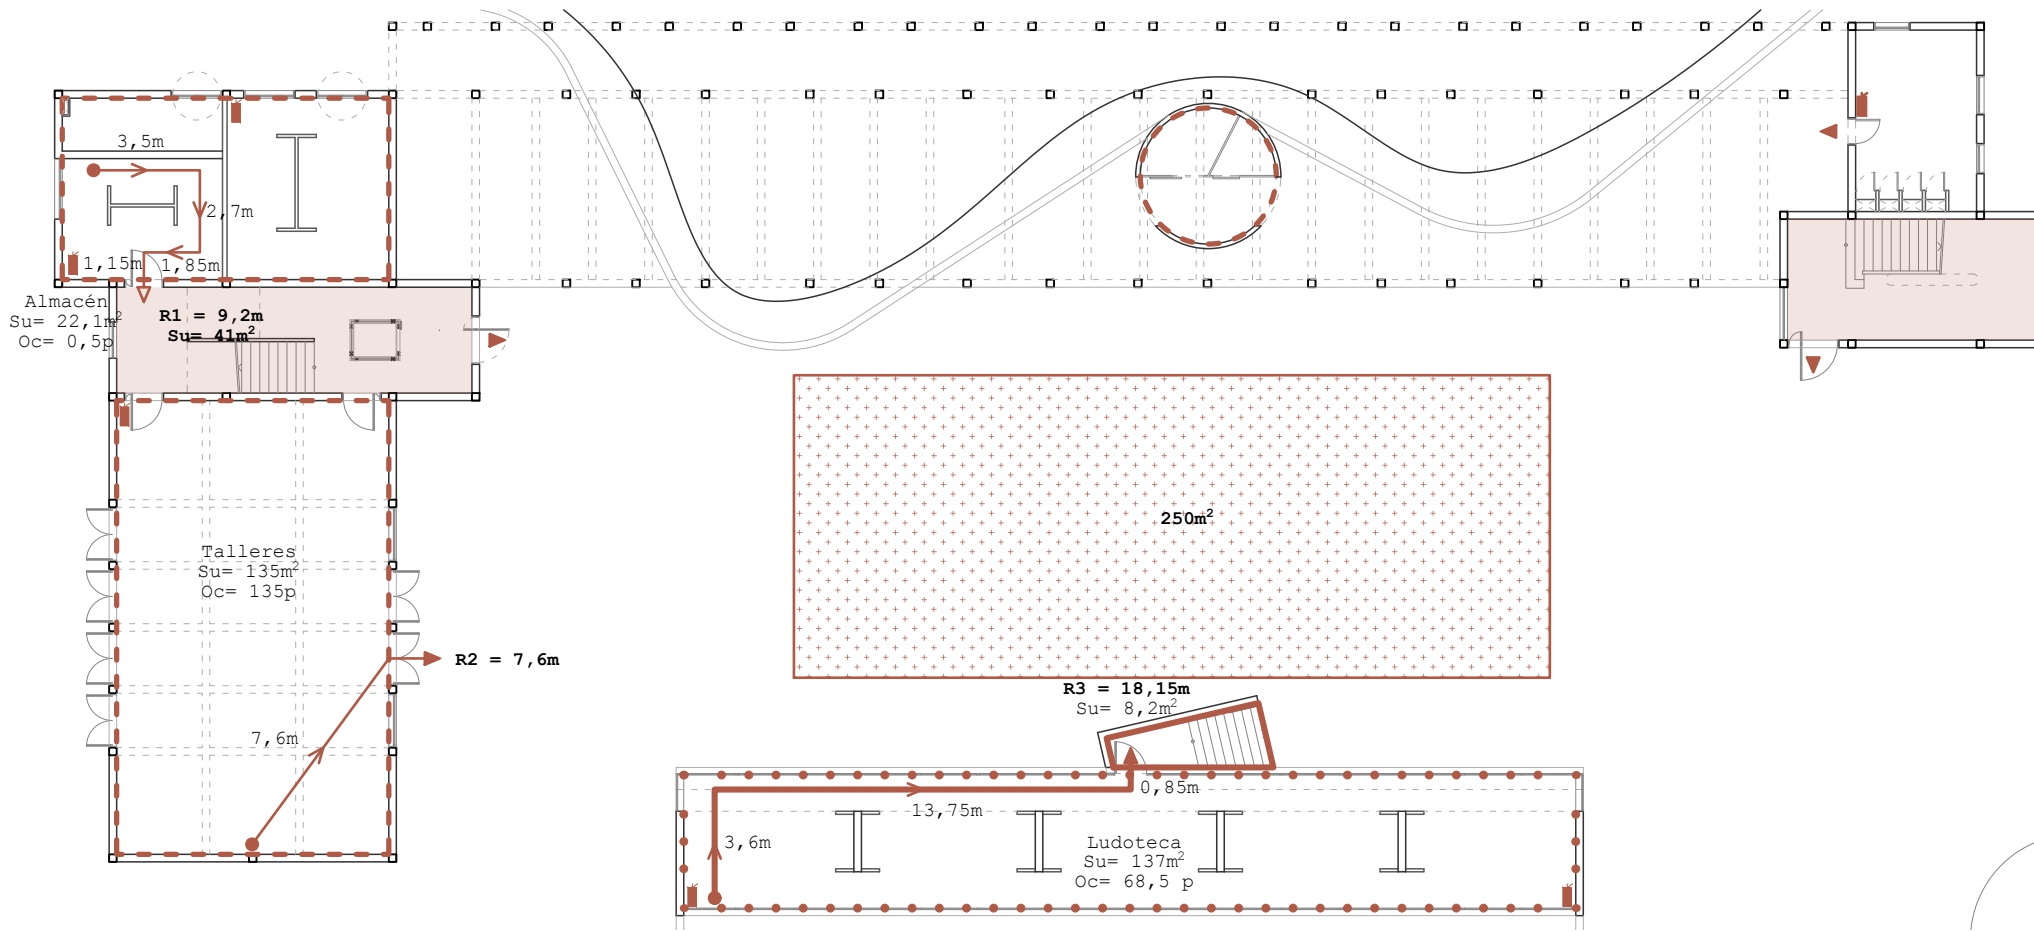 3,5m
2,7m
1,15m
1,85m
Almacén
Su= 22,1m²
Oc= 0,5p
R1 = 9,2m
Su= 41m²
250m²
Talleres
Su= 135m²
Oc= 135p
R2 = 7,6m
7,6m
R3 = 18,15m
Su= 8,2m²
0,85m
13,75m
3,6m
Ludoteca
Su= 137m²
Oc= 68,5 p